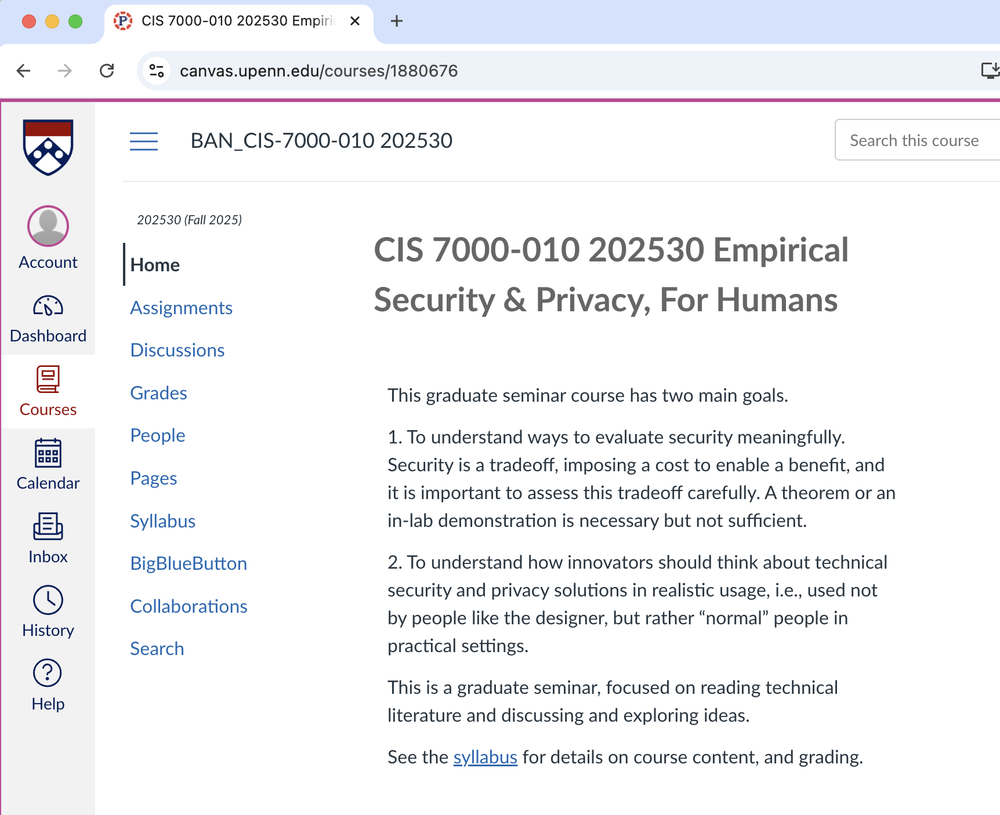 CIS 7000-010 202530 Empiri
canvas.upenn.edu/courses/1880676
BAN_CIS-7000-010 202530
Search this course
Account
Dashboard
Courses
Calendar
Inbox
History
Help
202530 (Fall 2025)
Home
Assignments
Discussions
Grades
People
Pages
Syllabus
BigBlueButton
Collaborations
Search
CIS 7000-010 202530 Empirical
Security & Privacy, For Humans
This graduate seminar course has two main goals.
1. To understand ways to evaluate security meaningfully.
Security is a tradeoff, imposing a cost to enable a benefit, and
it is important to assess this tradeoff carefully. A theorem or an
in-lab demonstration is necessary but not sufficient.
2. To understand how innovators should think about technical
security and privacy solutions in realistic usage, i.e., used not
by people like the designer, but rather “normal” people in
practical settings.
This is a graduate seminar, focused on reading technical
literature and discussing and exploring ideas.
See the syllabus for details on course content, and grading.